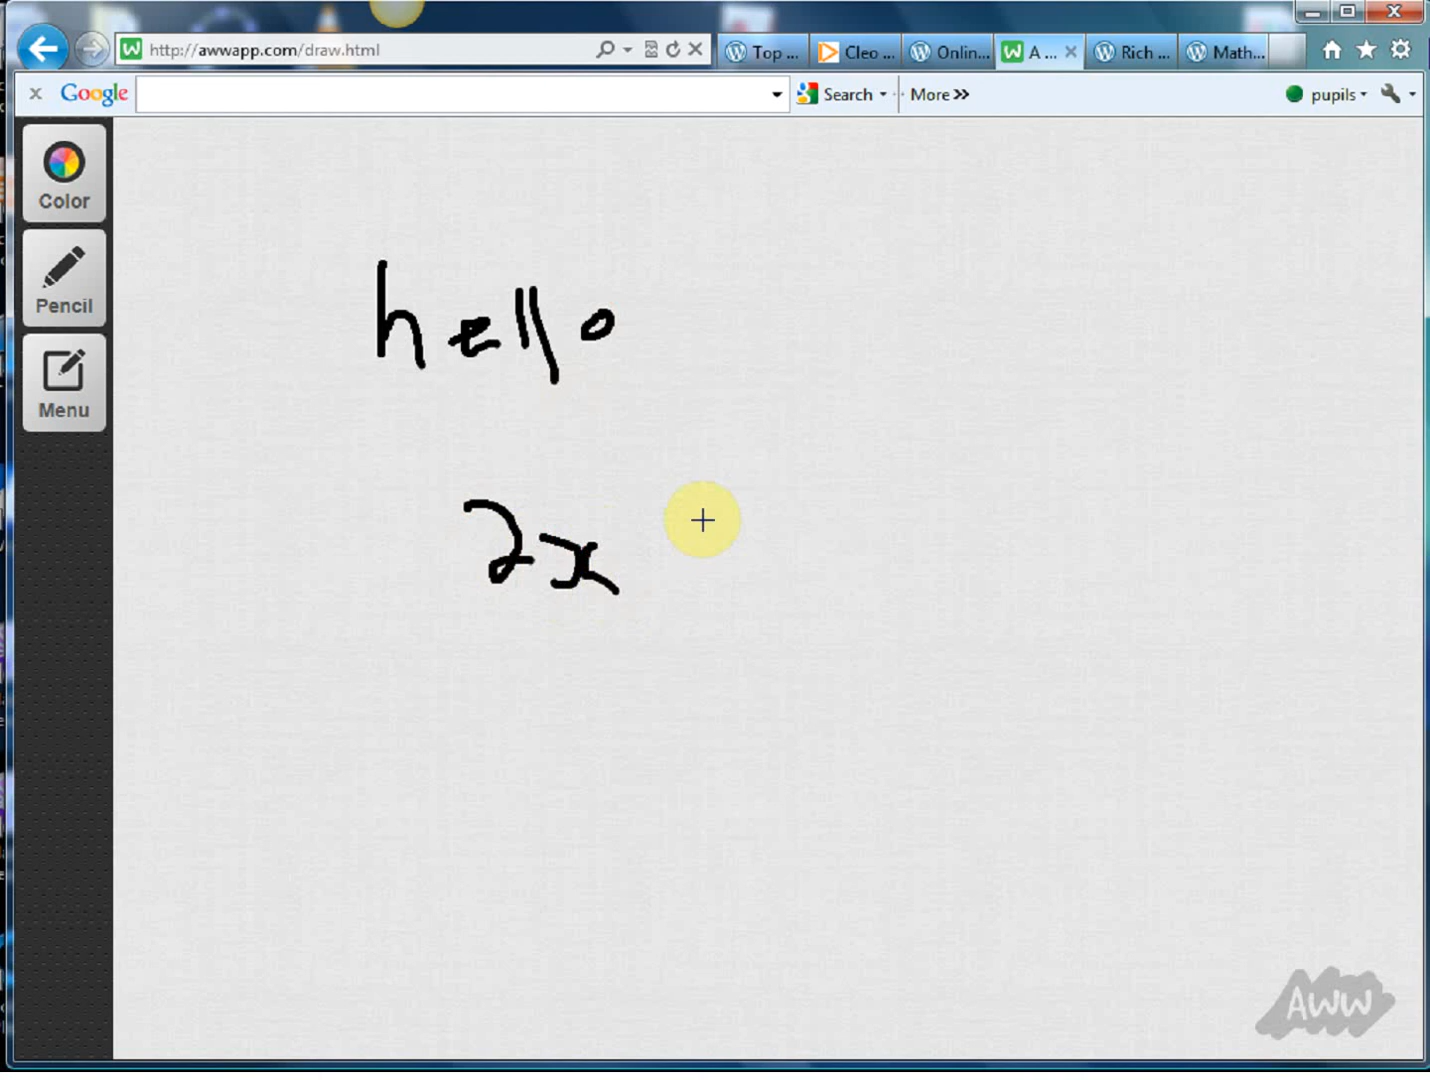 http://awwapp.com/draw.html
Top ...
Cleo ...
Onlin...
A ...
Rich ...
Math...
x Google
Search
More »
pupils
Color
Pencil
Menu
hello
2x
AWW